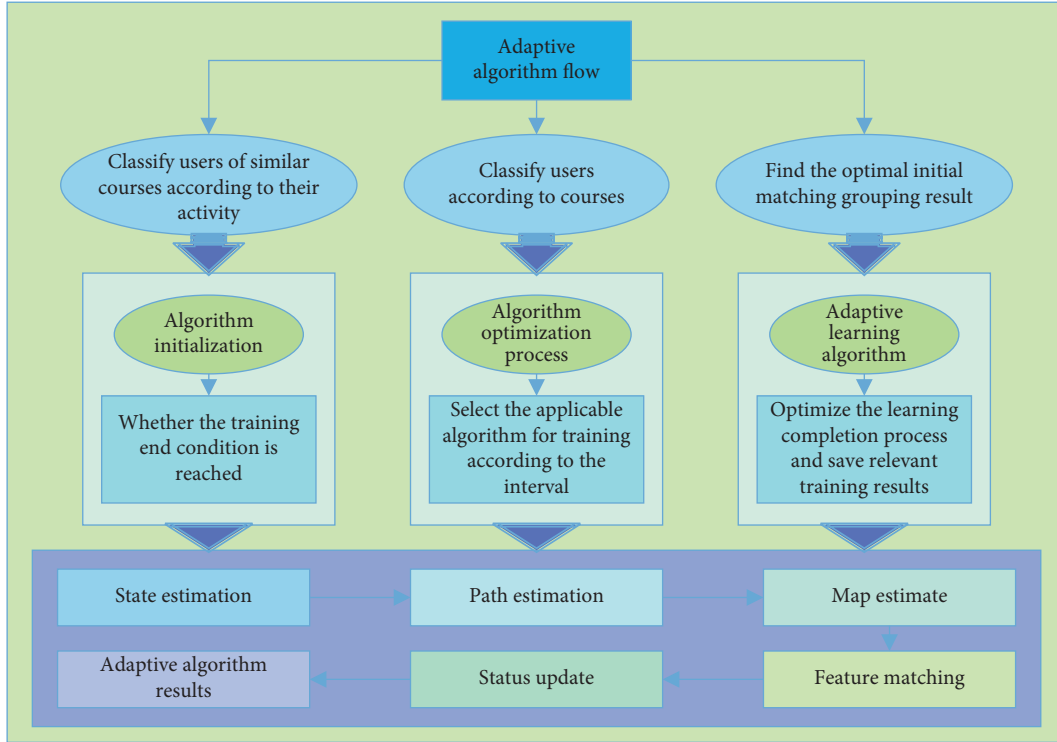 Adaptive
algorithm flow
Classify users of similar
courses according to their
activity
Classify users
according to courses
Find the optimal initial
matching grouping result
Algorithm
initialization
Algorithm
optimization
process
Adaptive
learning
algorithm
Whether the training
end condition is
reached
Select the applicable
algorithm for training
according to the
interval
Optimize the learning
completion process
and save relevant
training results
State estimation
Path estimation
Map estimate
Adaptive algorithm
results
Status update
Feature matching